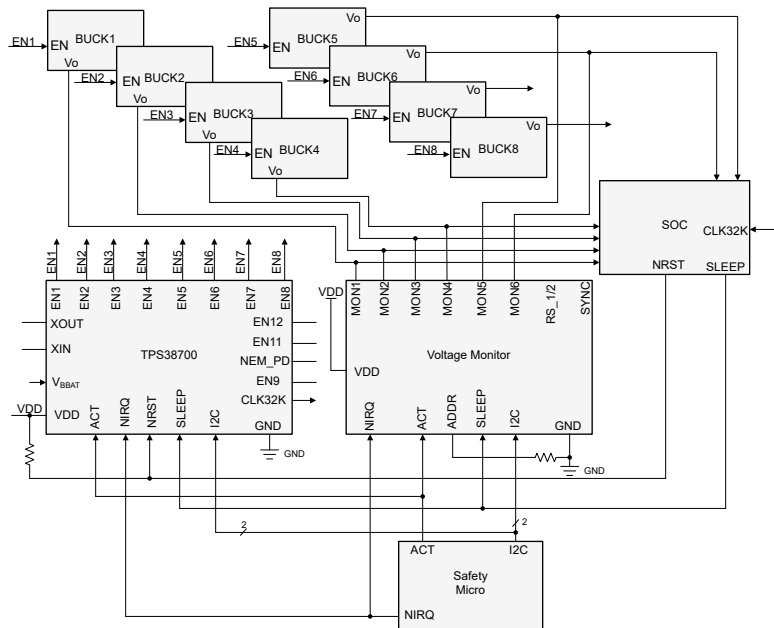 EN1
EN
BUCK1
Vo
EN2
EN
BUCK2
Vo
EN3
EN
BUCK3
Vo
EN4
EN
BUCK4
Vo
EN5
EN
BUCK5
Vo
EN6
EN
BUCK6
Vo
EN7
EN
BUCK7
Vo
EN8
EN
BUCK8
Vo
SOC
CLK32K
NRST
SLEEP
EN1
EN2
EN3
EN4
EN5
EN6
EN7
EN8
EN1
EN2
EN3
EN4
EN5
EN6
EN7
EN8
XOUT
XIN
VBBAT
VDD
VDD
TPS38700
EN12
EN11
NEM_PD
EN9
CLK32K
ACT
NIRQ
NRST
SLEEP
I2C
GND
GND
VDD
MON1
MON2
MON3
MON4
MON5
MON6
RS_1/2
SYNC
Voltage Monitor
VDD
NIRQ
ACT
ADDR
SLEEP
I2C
GND
GND
2
2
ACT
I2C
Safety
Micro
NIRQ